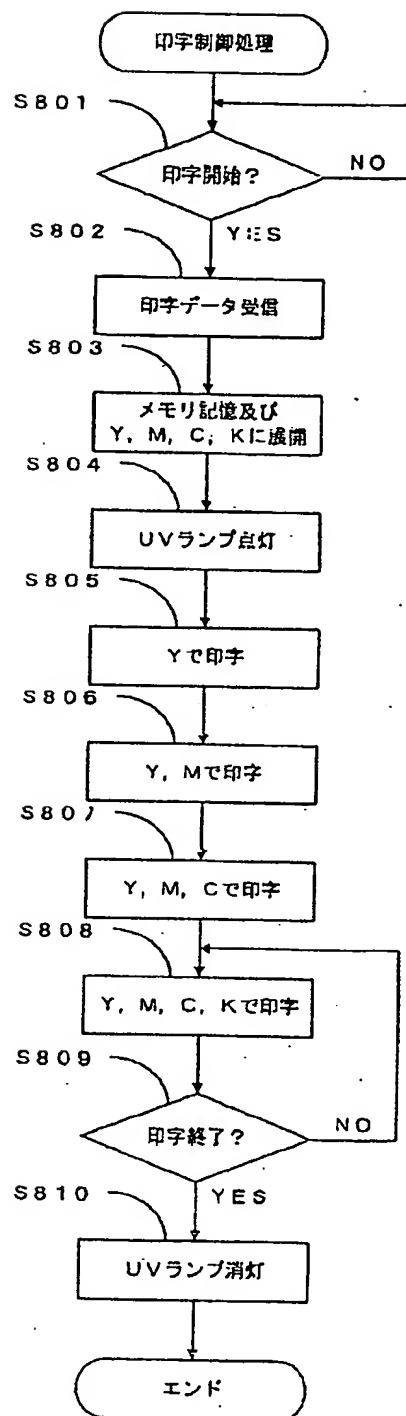 印字制御処理
S801
印字開始?
NO
YES
S802
印字データ受信
S803
メモリ記憶及び
Y, M, C, Kに展開
S804
UVランプ点灯
S805
Yで印字
S806
Y, Mで印字
S807
Y, M, Cで印字
S808
Y, M, C, Kで印字
S809
印字終了?
NO
YES
S810
UVランプ消灯
エンド